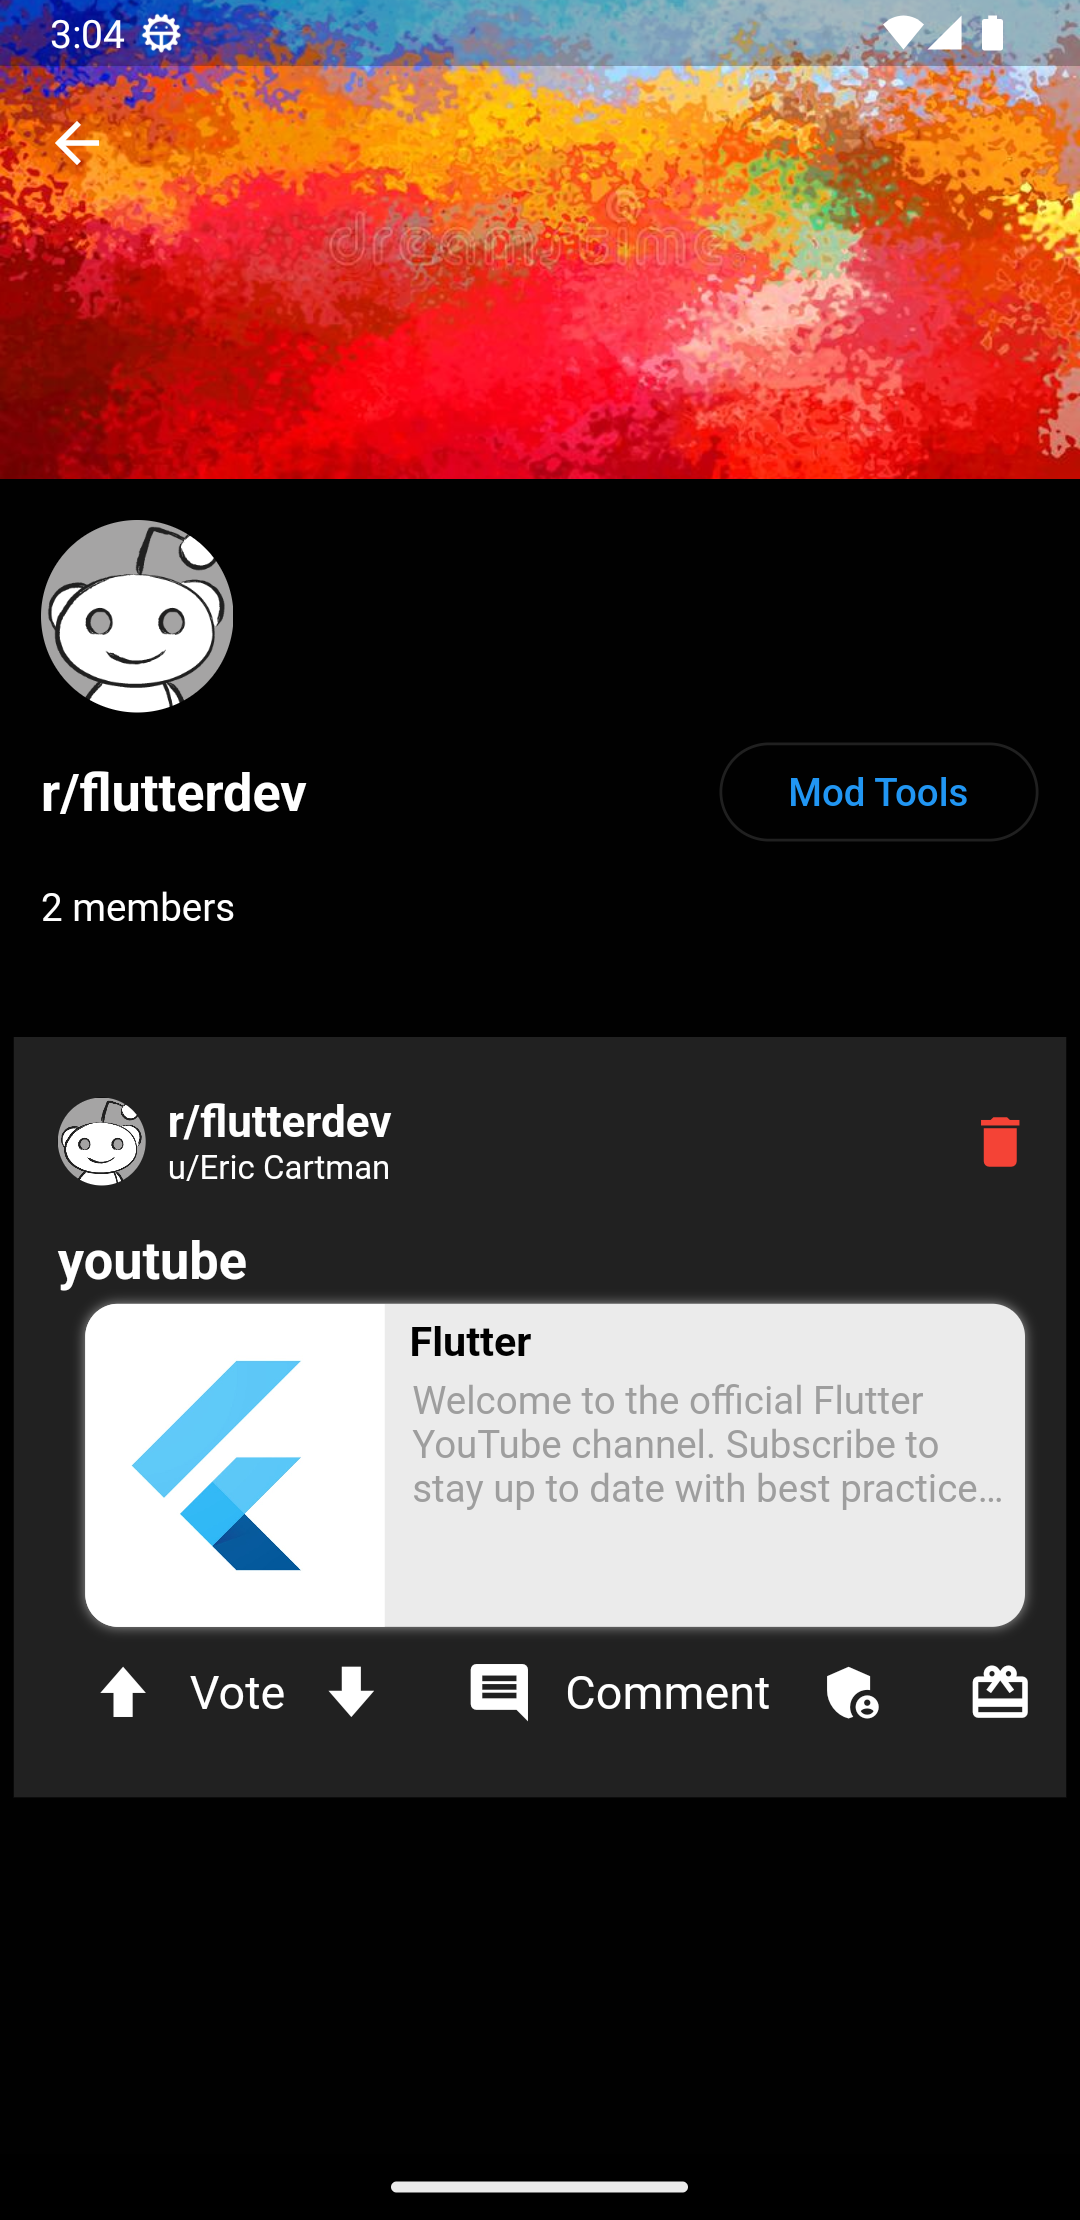 3:04
dreamstime
r/flutterdev
Mod Tools
2 members
r/flutterdev
u/Eric Cartman
youtube
Flutter
Welcome to the official Flutter
YouTube channel. Subscribe to
stay up to date with best practice...
Vote
Comment